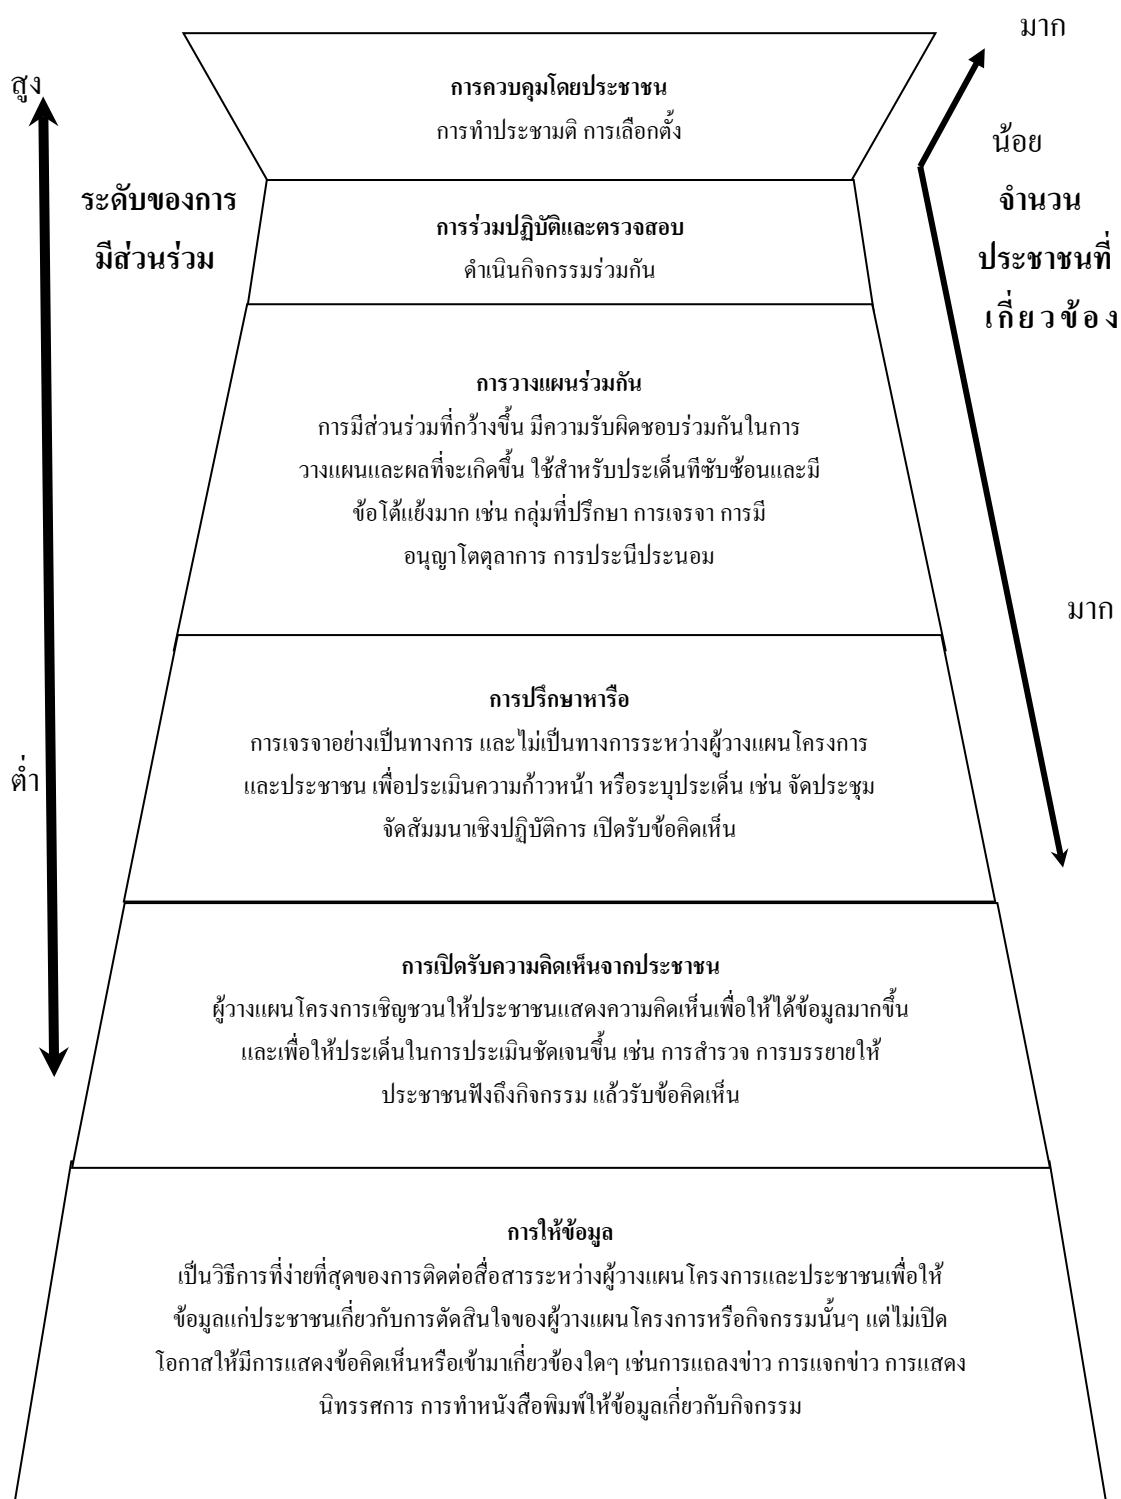 มาก
สูง
การควบคุมโดยประชาชน
การทำประชามติ การเลือกตั้ง
น้อย
ระดับของการ
มีส่วนร่วม
จำนวน
ประชาชนที่
เกี่ยวข้อง
การร่วมปฏิบัติและตรวจสอบ
ดำเนินกิจกรรมร่วมกัน
การวางแผนร่วมกัน
การมีส่วนร่วมที่กว้างขึ้น มีความรับผิดชอบร่วมกันในการ
วางแผนและผลที่จะเกิดขึ้น ใช้สำหรับประเด็นทีซับซ้อนและมี
ข้อโต้แย้งมาก เช่น กลุ่มที่ปรึกษา การเจรจา การมี
อนุญาโตตุลาการ การประนีประนอม
มาก
การปรึกษาหารือ
การเจรจาอย่างเป็นทางการ และไม่เป็นทางการระหว่างผู้วางแผนโครงการ
และประชาชน เพื่อประเมินความก้าวหน้า หรือระบุประเด็น เช่น จัดประชุม
จัดสัมมนาเชิงปฏิบัติการ เปิดรับข้อคิดเห็น
ต่ำ
การเปิดรับความคิดเห็นจากประชาชน
ผู้วางแผนโครงการเชิญชวนให้ประชาชนแสดงความคิดเห็นเพื่อให้ได้ข้อมูลมากขึ้น
และเพื่อให้ประเด็นในการประเมินชัดเจนขึ้น เช่น การสำรวจ การบรรยายให้
ประชาชนฟังถึงกิจกรรม แล้วรับข้อคิดเห็น
การให้ข้อมูล
เป็นวิธีการที่ง่ายที่สุดของการติดต่อสื่อสารระหว่างผู้วางแผนโครงการและประชาชนเพื่อให้
ข้อมูลแก่ประชาชนเกี่ยวกับการตัดสินใจของผู้วางแผนโครงการหรือกิจกรรมนั้นๆ แต่ไม่เปิด
โอกาสให้มีการแสดงข้อคิดเห็นหรือเข้ามาเกี่ยวข้องใดๆ เช่นการแถลงข่าว การแจกข่าว การแสดง
นิทรรศการ การทำหนังสือพิมพ์ให้ข้อมูลเกี่ยวกับกิจกรรม